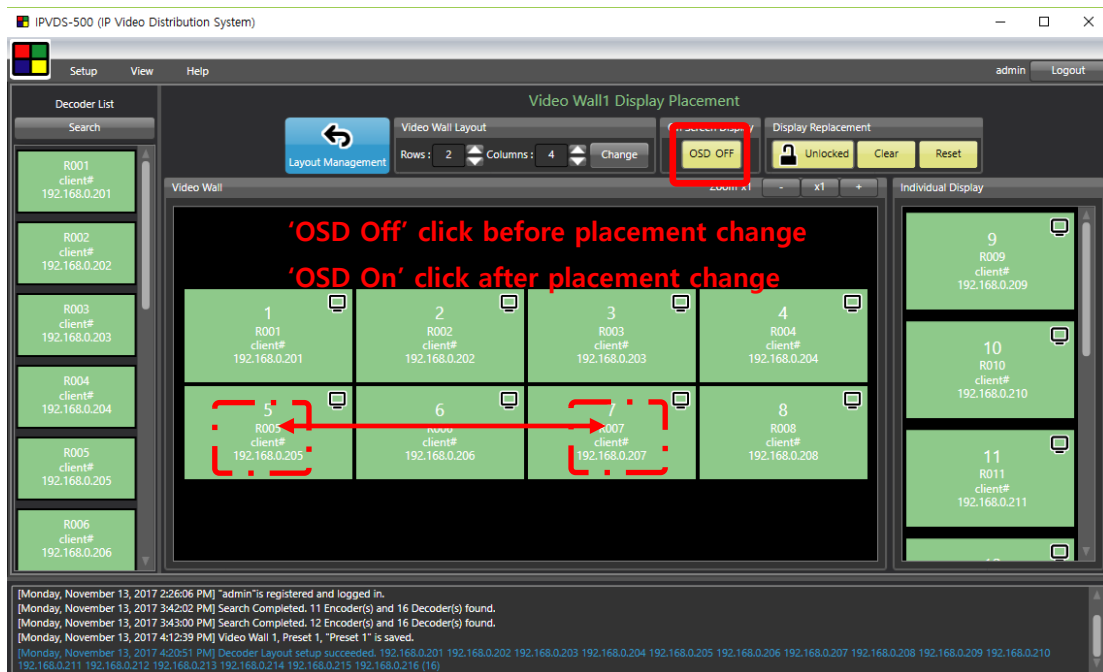 IPVDS-500 (IP Video Distribution System)
Setup View Help admin Logout
Decoder List
Search
R001
client#
192.168.0.201
R002
client#
192.168.0.202
R003
client#
192.168.0.203
R004
client#
192.168.0.204
R005
client#
192.168.0.205
R006
client#
192.168.0.206
Video Wall1 Display Placement
Layout Management
Video Wall Layout
Rows : 2 Columns : 4 Change
On Screen Display
OSD OFF
Display Replacement
Unlocked Clear Reset
Video Wall
Zoom x1 - x1 +
'OSD Off' click before placement change
'OSD On' click after placement change
1
R001
client#
192.168.0.201
2
R002
client#
192.168.0.202
3
R003
client#
192.168.0.203
4
R004
client#
192.168.0.204
5
R005
client#
192.168.0.205
6
R006
client#
192.168.0.206
7
R007
client#
192.168.0.207
8
R008
client#
192.168.0.208
Individual Display
9
R009
client#
192.168.0.209
10
R010
client#
192.168.0.210
11
R011
client#
192.168.0.211
[Monday, November 13, 2017 2:26:06 PM] "admin"is registered and logged in.
[Monday, November 13, 2017 3:42:02 PM] Search Completed. 11 Encoder(s) and 16 Decoder(s) found.
[Monday, November 13, 2017 3:43:00 PM] Search Completed. 12 Encoder(s) and 16 Decoder(s) found.
[Monday, November 13, 2017 4:12:39 PM] Video Wall 1, Preset 1, "Preset 1" is saved.
[Monday, November 13, 2017 4:20:51 PM] Decoder Layout setup succeeded. 192.168.0.201 192.168.0.202 192.168.0.203 192.168.0.204 192.168.0.205 192.168.0.206 192.168.0.207 192.168.0.208 192.168.0.209 192.168.0.210
192.168.0.211 192.168.0.212 192.168.0.213 192.168.0.214 192.168.0.215 192.168.0.216 (16)